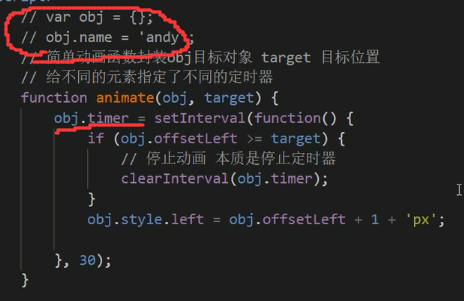 // var obj = {};
// obj.name = 'andy';
// 简单动画函数封装obj目标对象 target 目标位置
// 给不同的元素指定了不同的定时器
function animate(obj, target) {
obj.timer = setInterval(function() {
if (obj.offsetLeft >= target) {
// 停止动画 本质是停止定时器
clearInterval(obj.timer);
}
obj.style.left = obj.offsetLeft + 1 + 'px';
}, 30);
}